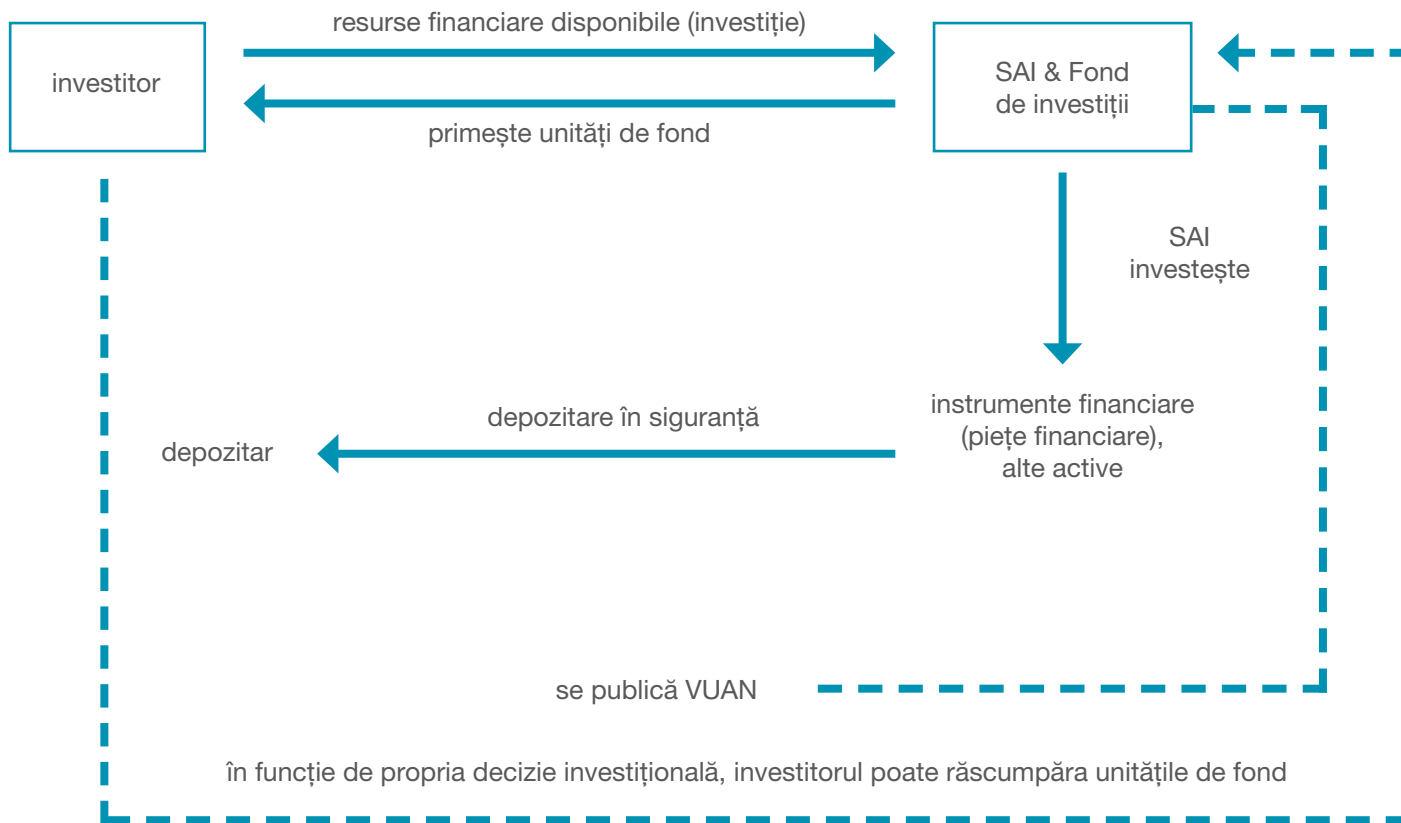 resurse financiare disponibile (investiție)
investitor
SAI & Fond
de investiții
primește unități de fond
SAI
investește
depozitare în siguranță
instrumente financiare
(piețe financiare),
alte active
depozitar
se publică VUAN
în funcție de propria decizie investițională, investitorul poate răscumpăra unitățile de fond